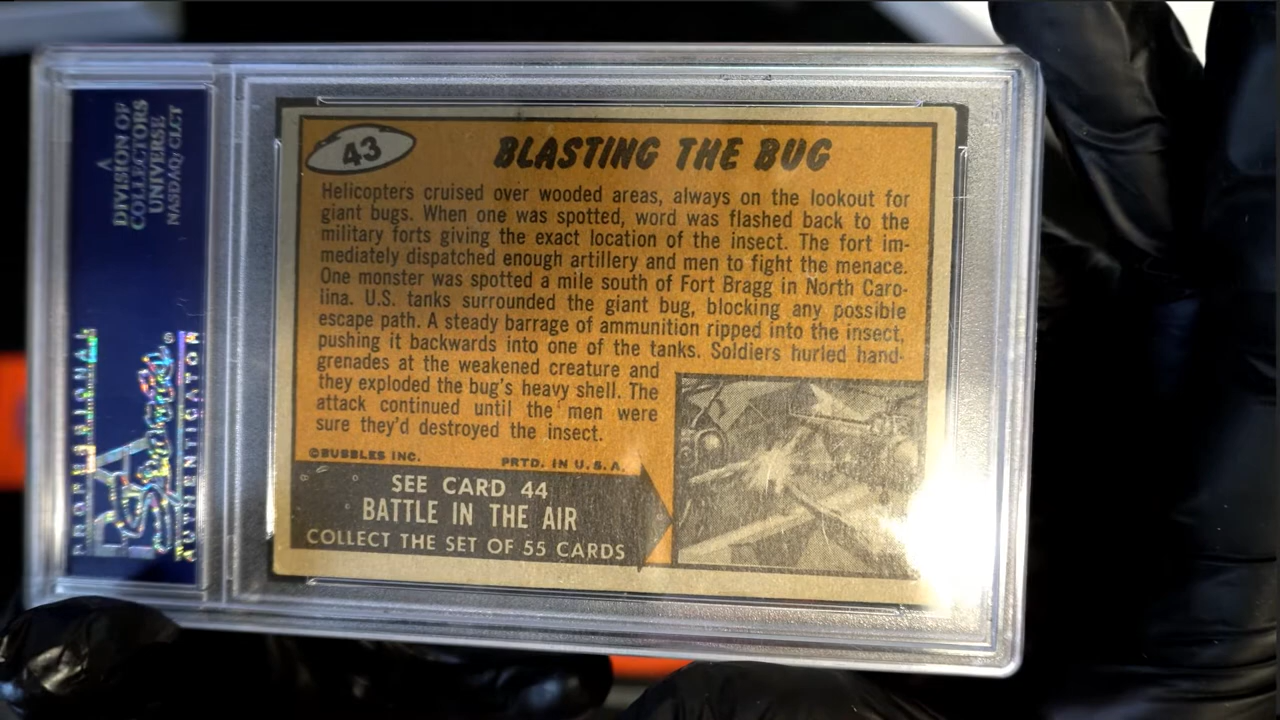 A
DIVISION OF
COLLECTORS
UNIVERSE
NASDAQ: CLCT
PROFESSIONAL
PSA
Sports
AUTHENTICATOR
43
BLASTING THE BUG
Helicopters cruised over wooded areas, always on the lookout for
giant bugs. When one was spotted, word was flashed back to the
military forts giving the exact location of the insect. The fort im-
mediately dispatched enough artillery and men to fight the menace.
One monster was spotted a mile south of Fort Bragg in North Caro-
lina. U.S. tanks surrounded the giant bug, blocking any possible
escape path. A steady barrage of ammunition ripped into the insect,
pushing it backwards into one of the tanks. Soldiers hurled hand-
grenades at the weakened creature and
they exploded the bug's heavy shell. The
attack continued until the men were
sure they'd destroyed the insect.
©BUBBLES INC.
PRTD. IN U.S.A.
SEE CARD 44
BATTLE IN THE AIR
COLLECT THE SET OF 55 CARDS